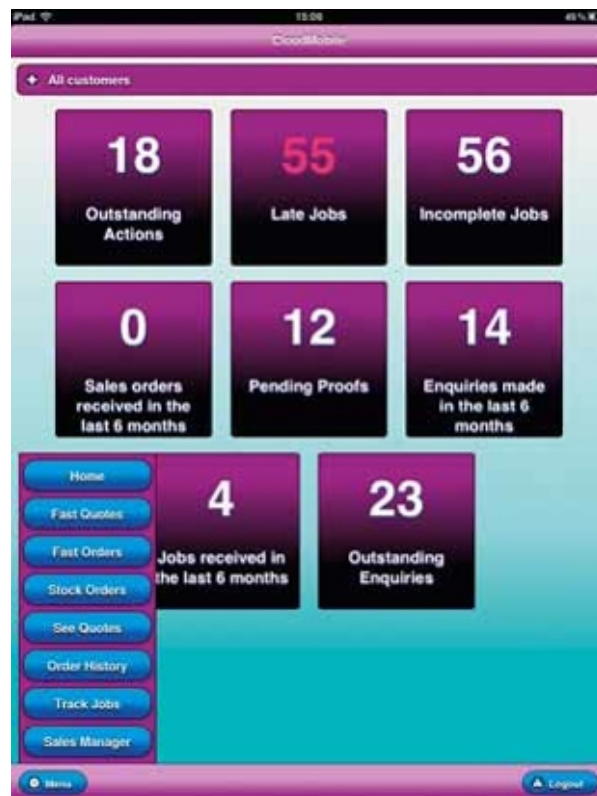 iPad
15:06
45%
CloudMobile
All customers
18
Outstanding
Actions
55
Late Jobs
56
Incomplete Jobs
0
Sales orders
received in the
last 6 months
12
Pending Proofs
14
Enquiries made
in the last 6
months
4
Jobs received in
the last 6 months
23
Outstanding
Enquiries
Home
Fast Quotes
Fast Orders
Stock Orders
See Quotes
Order History
Track Jobs
Sales Manager
Menu
Logout